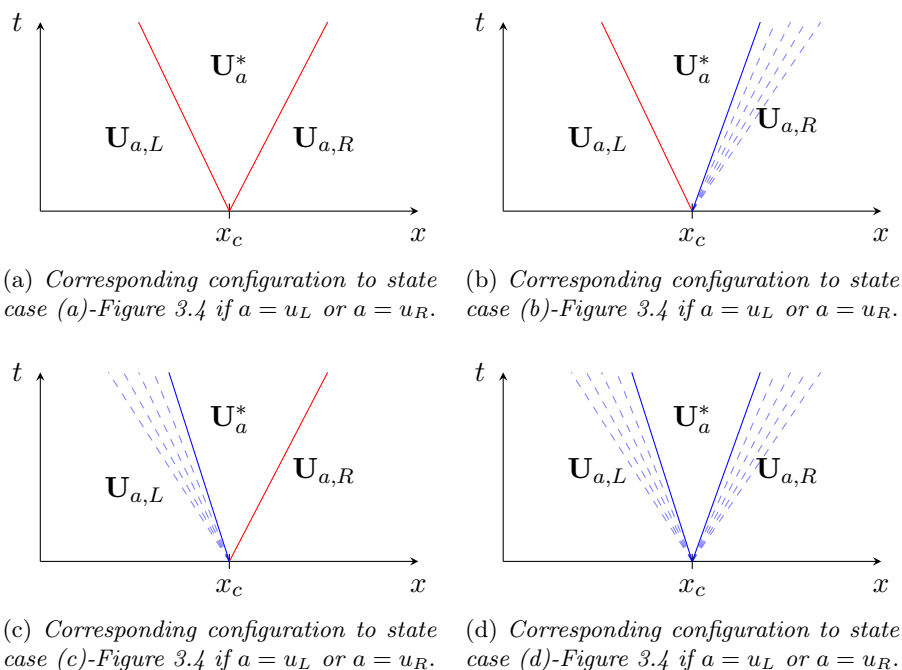 t
U*a
Ua,L
Ua,R
xc
x
(a) Corresponding configuration to state
case (a)-Figure 3.4 if a = uL or a = uR.
t
U*a
Ua,L
Ua,R
xc
x
(b) Corresponding configuration to state
case (b)-Figure 3.4 if a = uL or a = uR.
t
U*a
Ua,L
Ua,R
xc
x
(c) Corresponding configuration to state
case (c)-Figure 3.4 if a = uL or a = uR.
t
U*a
Ua,L
Ua,R
xc
x
(d) Corresponding configuration to state
case (d)-Figure 3.4 if a = uL or a = uR.